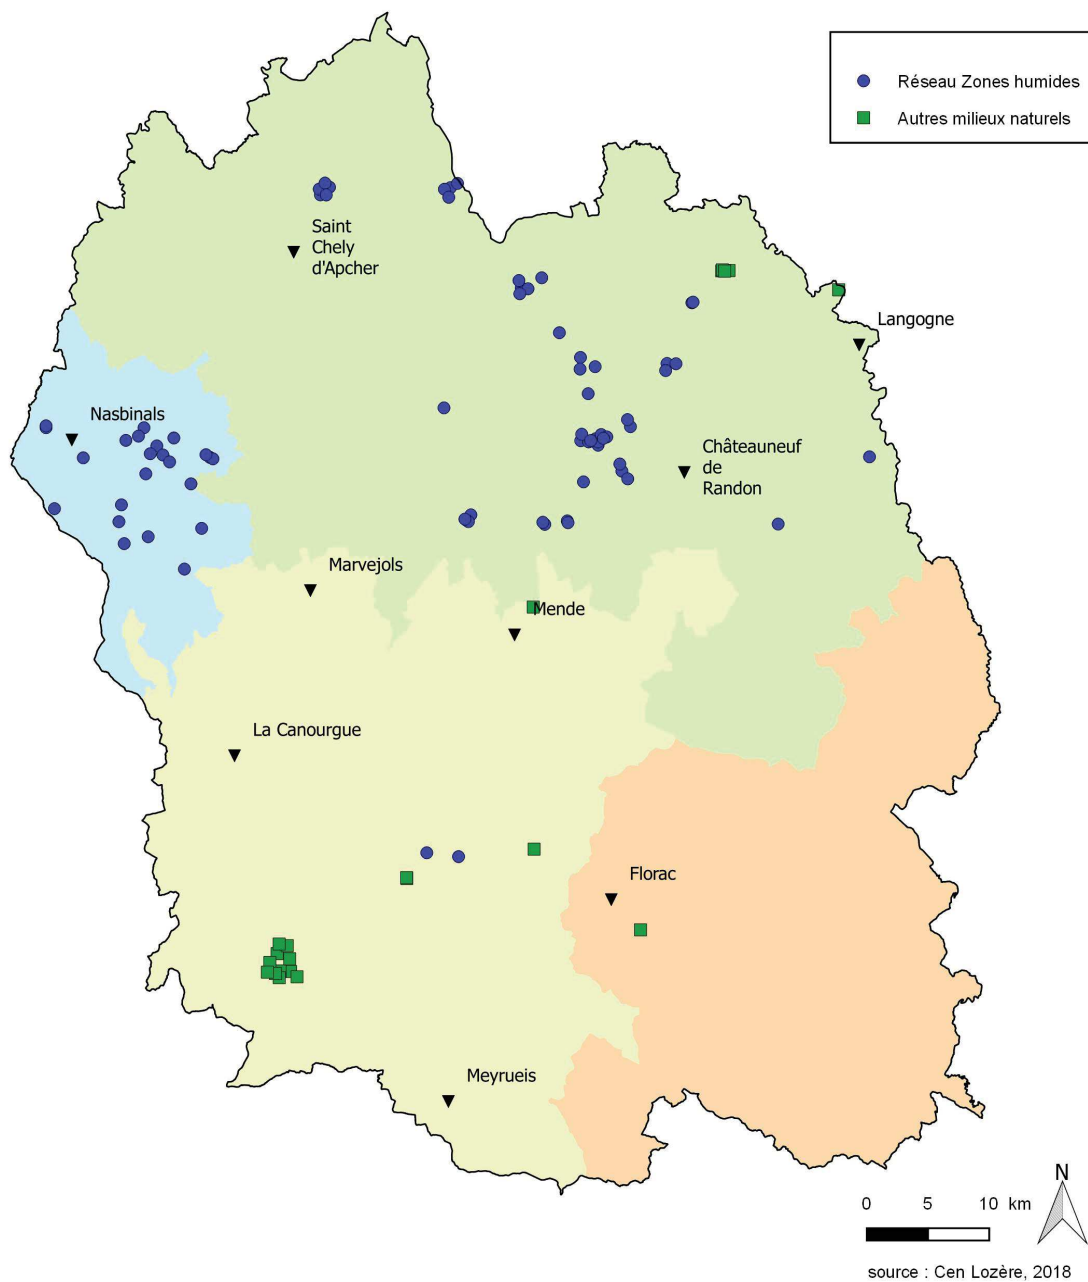 Réseau Zones humides
Autres milieux naturels
Saint
Chely
d'Apcher
Langogne
Nasbinals
Châteauneuf
de
Randon
Marvejols
Mende
La Canourgue
Florac
Meyrueis
N
0 5 10 km
source : Cen Lozère, 2018